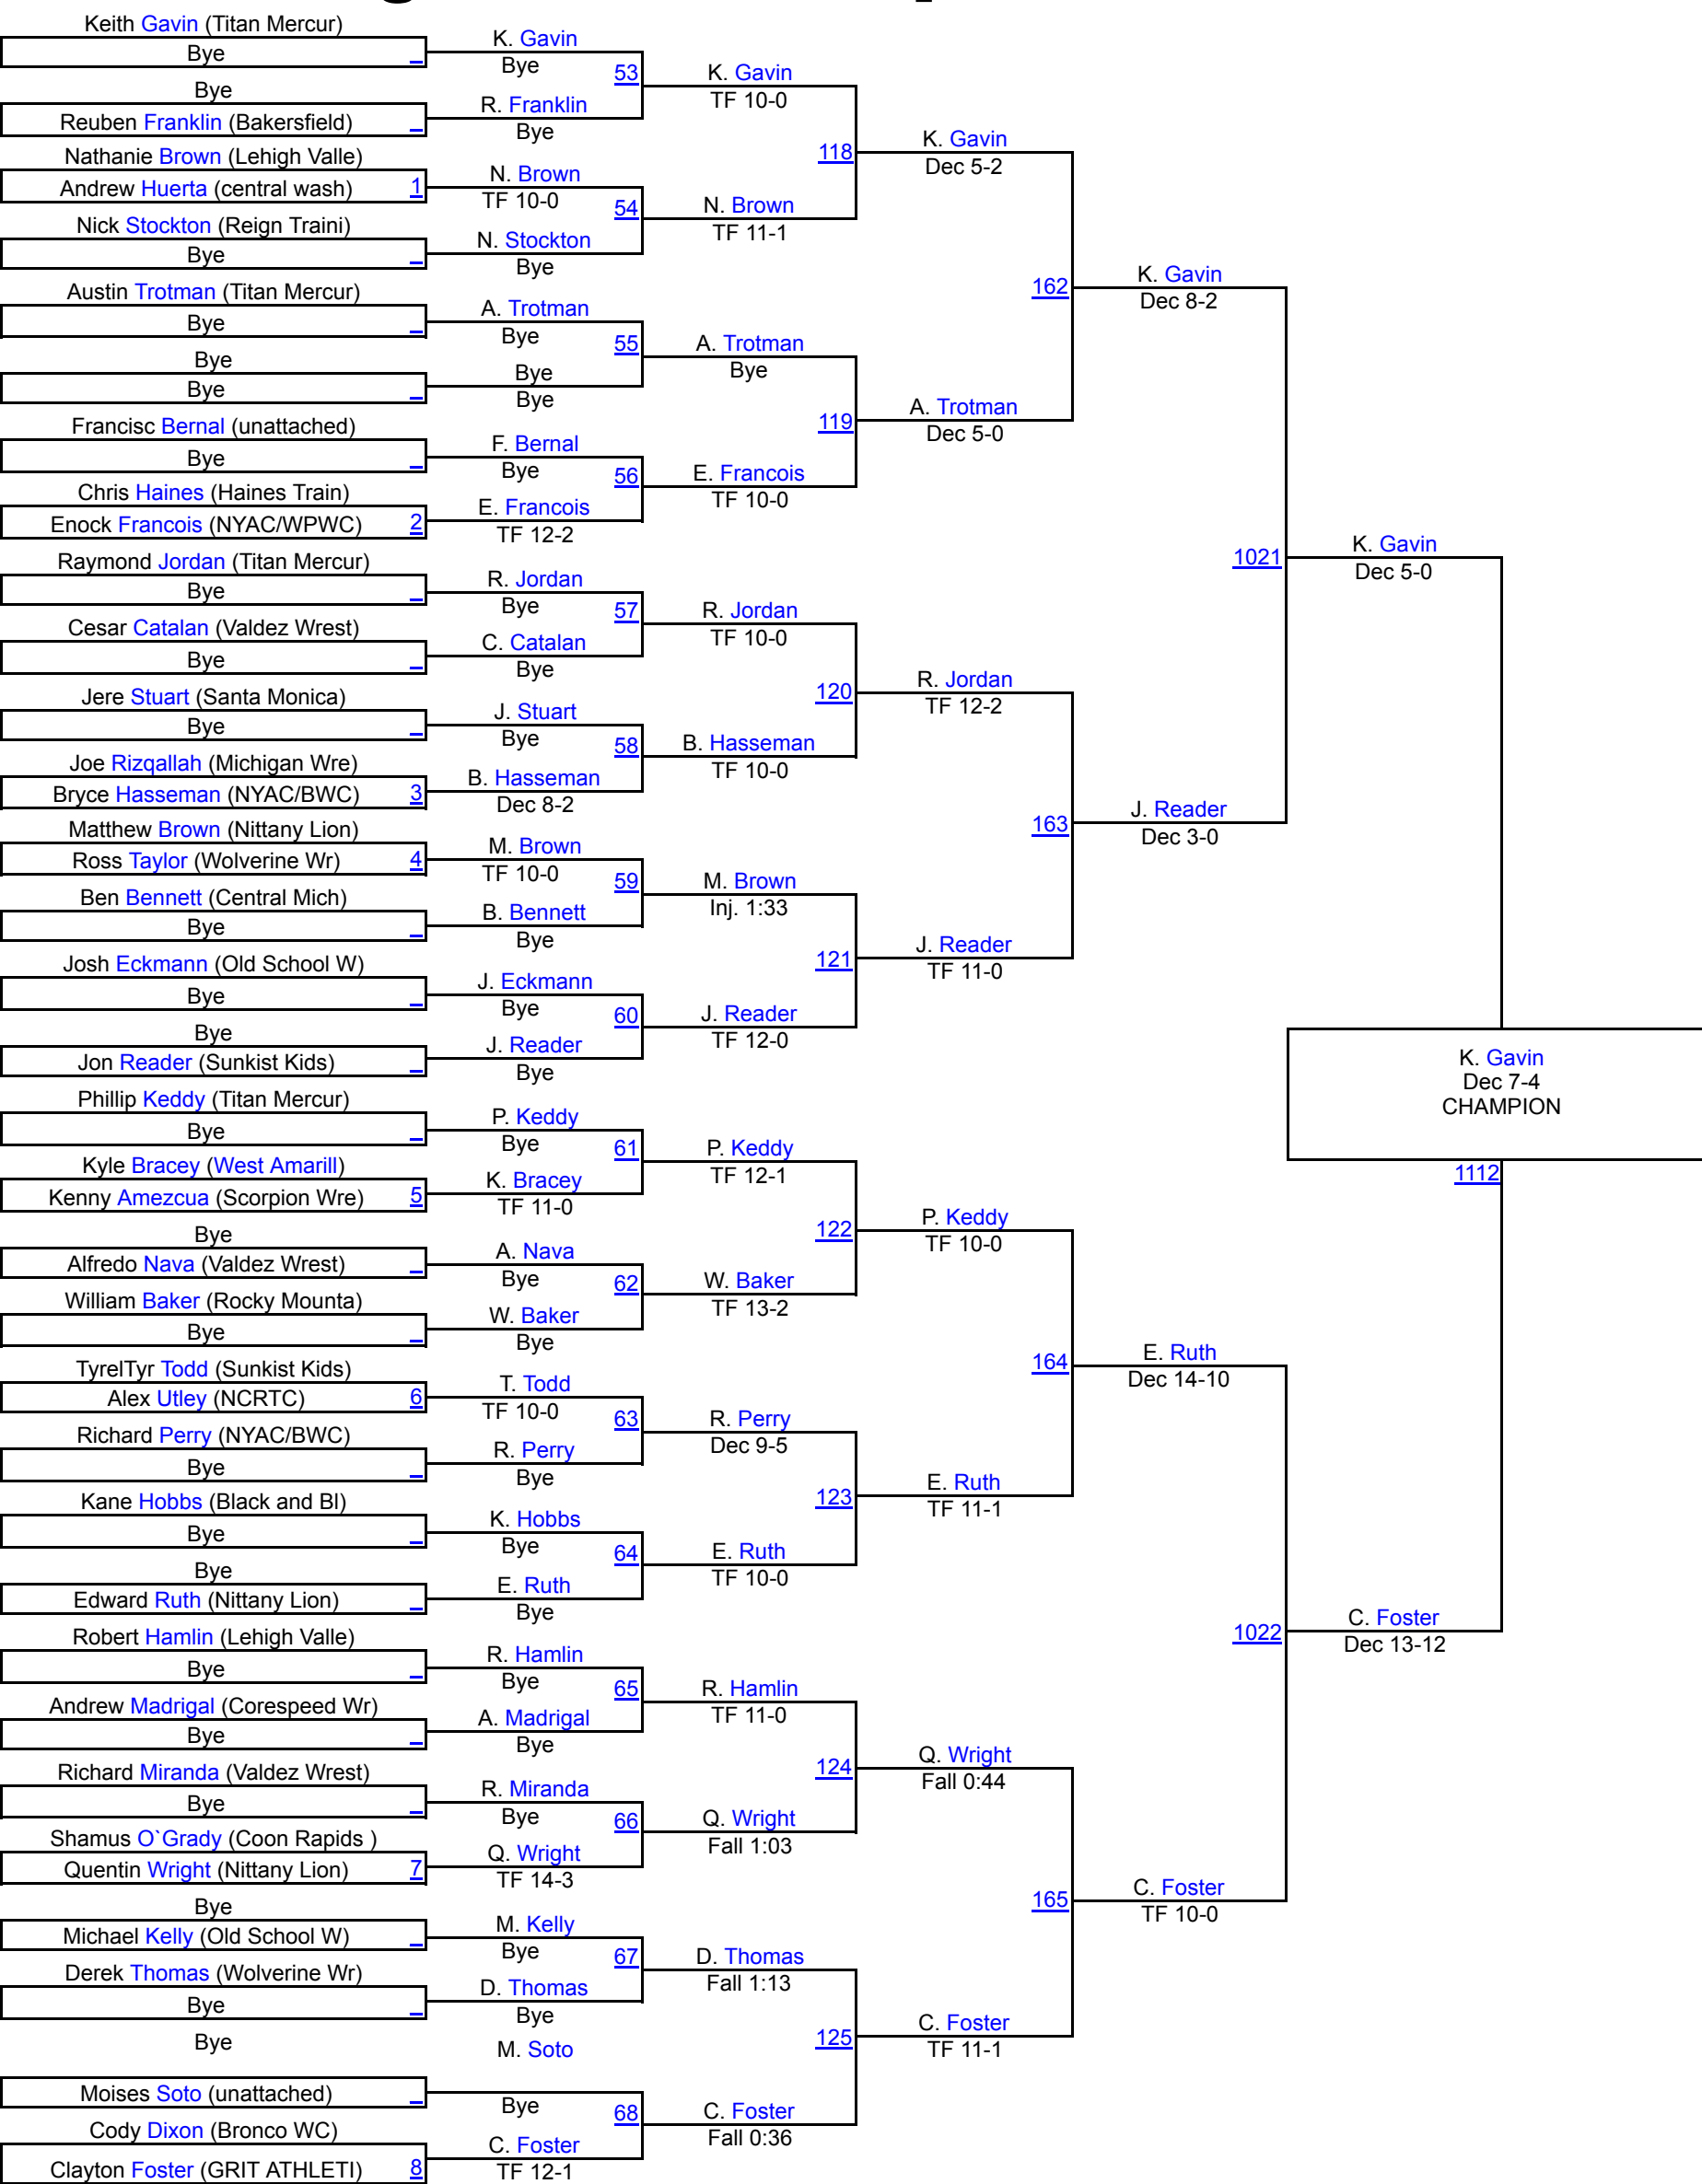 Keith Gavin (Titan Mercur)
Bye
Bye
Reuben Franklin (Bakersfield)
Nathanie Brown (Lehigh Valle)
Andrew Huerta (central wash) 1
Nick Stockton (Reign Traini)
Bye
Austin Trotman (Titan Mercur)
Bye
Bye
Bye
Francisc Bernal (unattached)
Bye
Chris Haines (Haines Train)
Enock Francois (NYAC/WPWC) 2
Raymond Jordan (Titan Mercur)
Bye
Cesar Catalan (Valdez Wrest)
Bye
Jere Stuart (Santa Monica)
Bye
Joe Rizqallah (Michigan Wre)
Bryce Hasseman (NYAC/BWC) 3
Matthew Brown (Nittany Lion)
Ross Taylor (Wolverine Wr) 4
Ben Bennett (Central Mich)
Bye
Josh Eckmann (Old School W)
Bye
Bye
Jon Reader (Sunkist Kids)
Phillip Keddy (Titan Mercur)
Bye
Kyle Bracey (West Amarill)
Kenny Amezcua (Scorpion Wre) 5
Bye
Alfredo Nava (Valdez Wrest)
William Baker (Rocky Mounta)
Bye
TyrelTyr Todd (Sunkist Kids)
Alex Utley (NCRTC) 6
Richard Perry (NYAC/BWC)
Bye
Kane Hobbs (Black and Bl)
Bye
Bye
Edward Ruth (Nittany Lion)
Robert Hamlin (Lehigh Valle)
Bye
Andrew Madrigal (Corespeed Wr)
Bye
Richard Miranda (Valdez Wrest)
Bye
Shamus O`Grady (Coon Rapids )
Quentin Wright (Nittany Lion) 7
Bye
Michael Kelly (Old School W)
Derek Thomas (Wolverine Wr)
Bye
Bye
Moises Soto (unattached)
Cody Dixon (Bronco WC)
Clayton Foster (GRIT ATHLETI) 8
K. Gavin
Bye
53
R. Franklin
Bye
N. Brown
TF 10-0
54
N. Stockton
Bye
A. Trotman
Bye
55
Bye
Bye
F. Bernal
Bye
56
E. Francois
TF 12-2
R. Jordan
Bye
57
C. Catalan
Bye
J. Stuart
Bye
58
B. Hasseman
Dec 8-2
M. Brown
TF 10-0
59
B. Bennett
Bye
J. Eckmann
Bye
60
J. Reader
Bye
P. Keddy
Bye
61
K. Bracey
TF 11-0
A. Nava
Bye
62
W. Baker
Bye
T. Todd
TF 10-0
63
R. Perry
Bye
K. Hobbs
Bye
64
E. Ruth
Bye
R. Hamlin
Bye
65
A. Madrigal
Bye
R. Miranda
Bye
66
Q. Wright
TF 14-3
M. Kelly
Bye
67
D. Thomas
Bye
M. Soto
Bye
68
C. Foster
TF 12-1
K. Gavin
TF 10-0
118
N. Brown
TF 11-1
A. Trotman
Bye
119
E. Francois
TF 10-0
R. Jordan
TF 10-0
120
B. Hasseman
TF 10-0
M. Brown
Inj. 1:33
121
J. Reader
TF 12-0
P. Keddy
TF 12-1
122
W. Baker
TF 13-2
R. Perry
Dec 9-5
123
E. Ruth
TF 10-0
R. Hamlin
TF 11-0
124
Q. Wright
Fall 1:03
D. Thomas
Fall 1:13
125
C. Foster
Fall 0:36
K. Gavin
Dec 5-2
162
A. Trotman
Dec 5-0
R. Jordan
TF 12-2
163
J. Reader
TF 11-0
P. Keddy
TF 10-0
164
E. Ruth
TF 11-1
Q. Wright
Fall 0:44
165
C. Foster
TF 11-1
K. Gavin
Dec 8-2
1021
J. Reader
Dec 3-0
E. Ruth
Dec 14-10
1022
C. Foster
TF 10-0
K. Gavin
Dec 5-0
K. Gavin
Dec 7-4
CHAMPION
1112
C. Foster
Dec 13-12